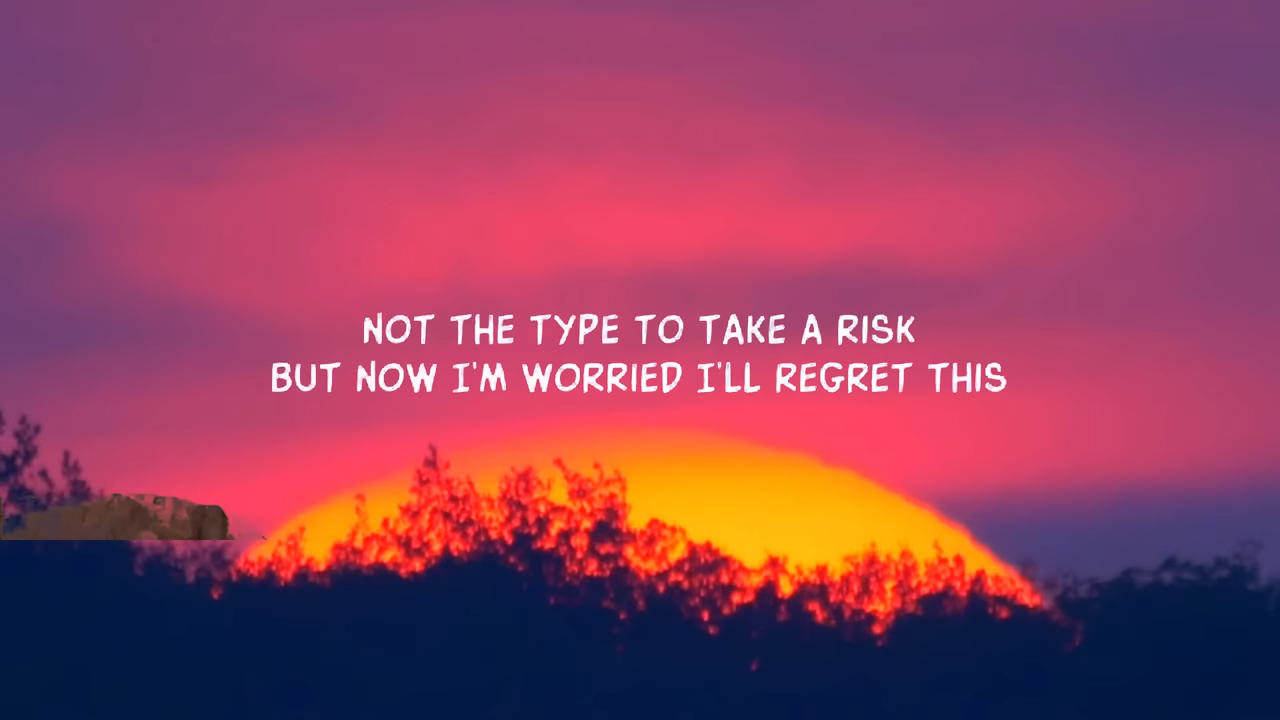 NOT THE TYPE TO TAKE A RISK
BUT NOW I'M WORRIED I'LL REGRET THIS